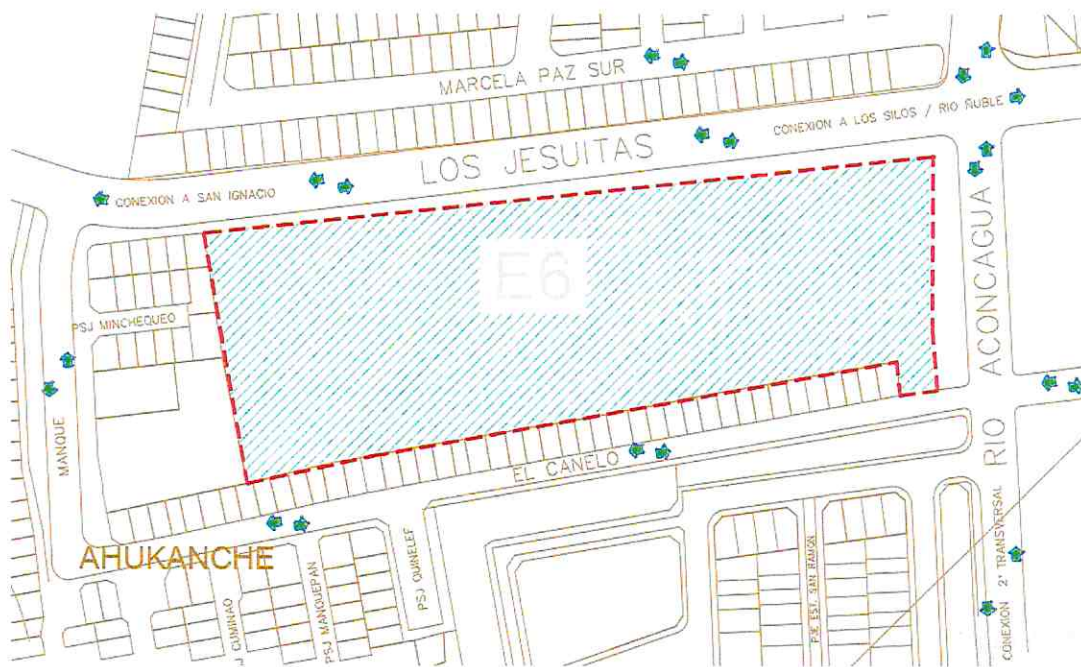 MARCELA PAZ SUR
CONEXION A LOS SILOS / RIO ÑUBLE
LOS JESUITAS
CONEXION A SAN IGNACIO
E6
RIO ACONCAGUA
PSJ MINCHEQUEO
MANQUE
EL CANELO
AHUKANCHE
PSJ QUINELEF
PSJ MANQUEPAN
CUMINAO
PJE EST. SAN RAMON
CONEXION 2' TRANSVERSAL